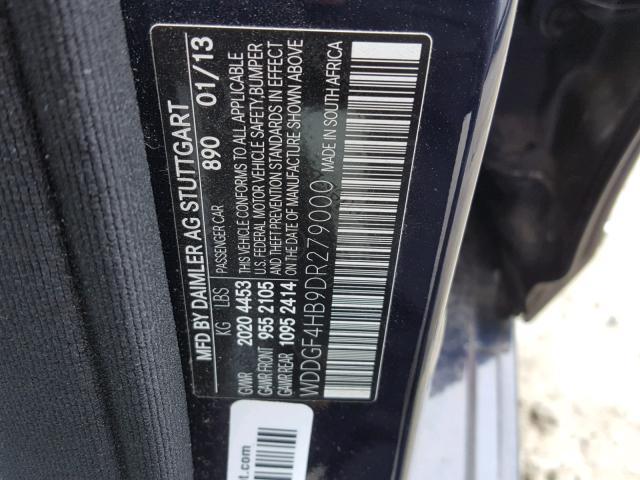 MFD BY DAIMLER AG STUTTGART 890 01/13
KG LBS PASSENGER CAR
GVWR 2020 4453 THIS VEHICLE CONFORMS TO ALL APPLICABLE
GAWR FRONT 955 2105 U.S. FEDERAL MOTOR VEHICLE SAFETY, BUMPER
GAWR REAR 1095 2414 AND THEFT PREVENTION STANDARDS IN EFFECT
ON THE DATE OF MANUFACTURE SHOWN ABOVE
WDDGF4HB9DR279000 MADE IN SOUTH AFRICA
t.com